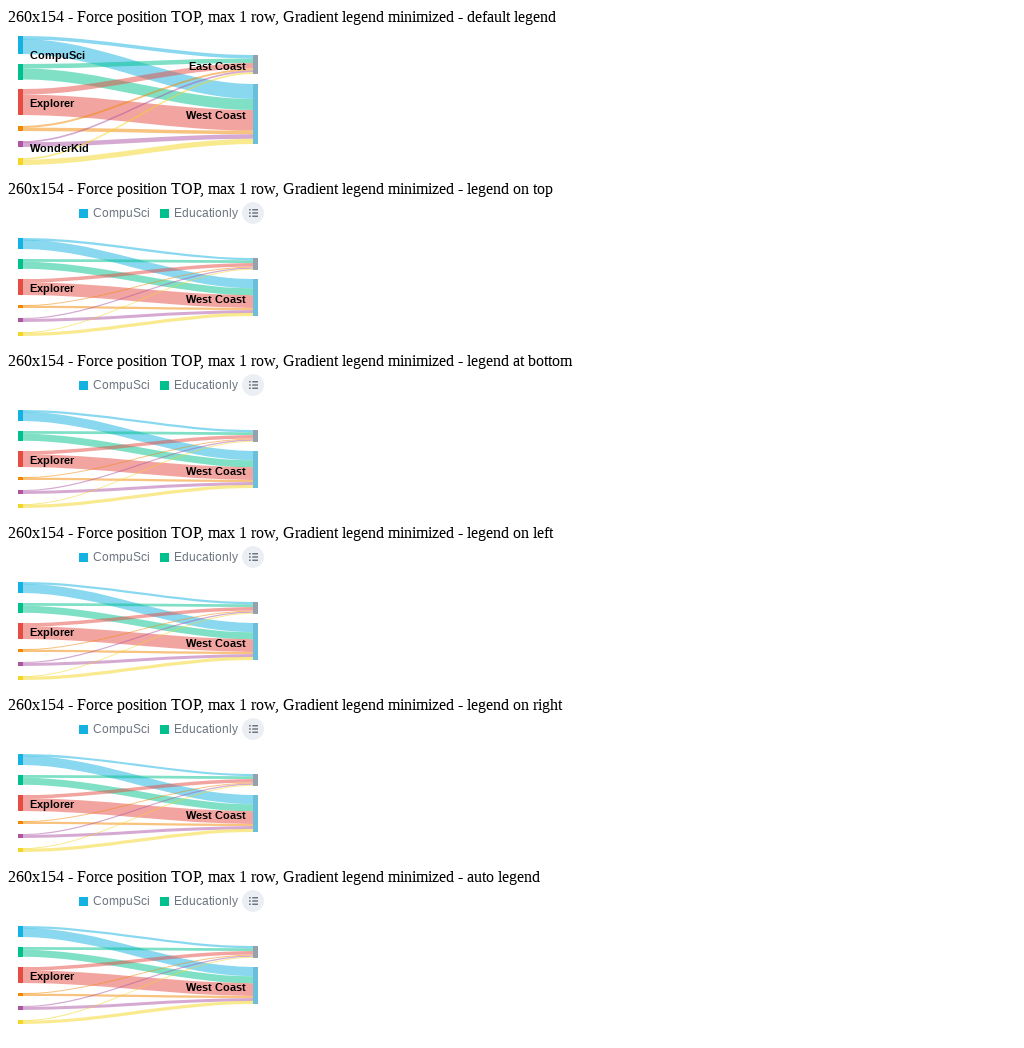 260x154 - Force position TOP, max 1 row, Gradient legend minimized - default legend
CompuSci
East Coast
Explorer
West Coast
WonderKid
260x154 - Force position TOP, max 1 row, Gradient legend minimized - legend on top
CompuSci Educationly
Explorer
West Coast
260x154 - Force position TOP, max 1 row, Gradient legend minimized - legend at bottom
CompuSci Educationly
Explorer
West Coast
260x154 - Force position TOP, max 1 row, Gradient legend minimized - legend on left
CompuSci Educationly
Explorer
West Coast
260x154 - Force position TOP, max 1 row, Gradient legend minimized - legend on right
CompuSci Educationly
Explorer
West Coast
260x154 - Force position TOP, max 1 row, Gradient legend minimized - auto legend
CompuSci Educationly
Explorer
West Coast